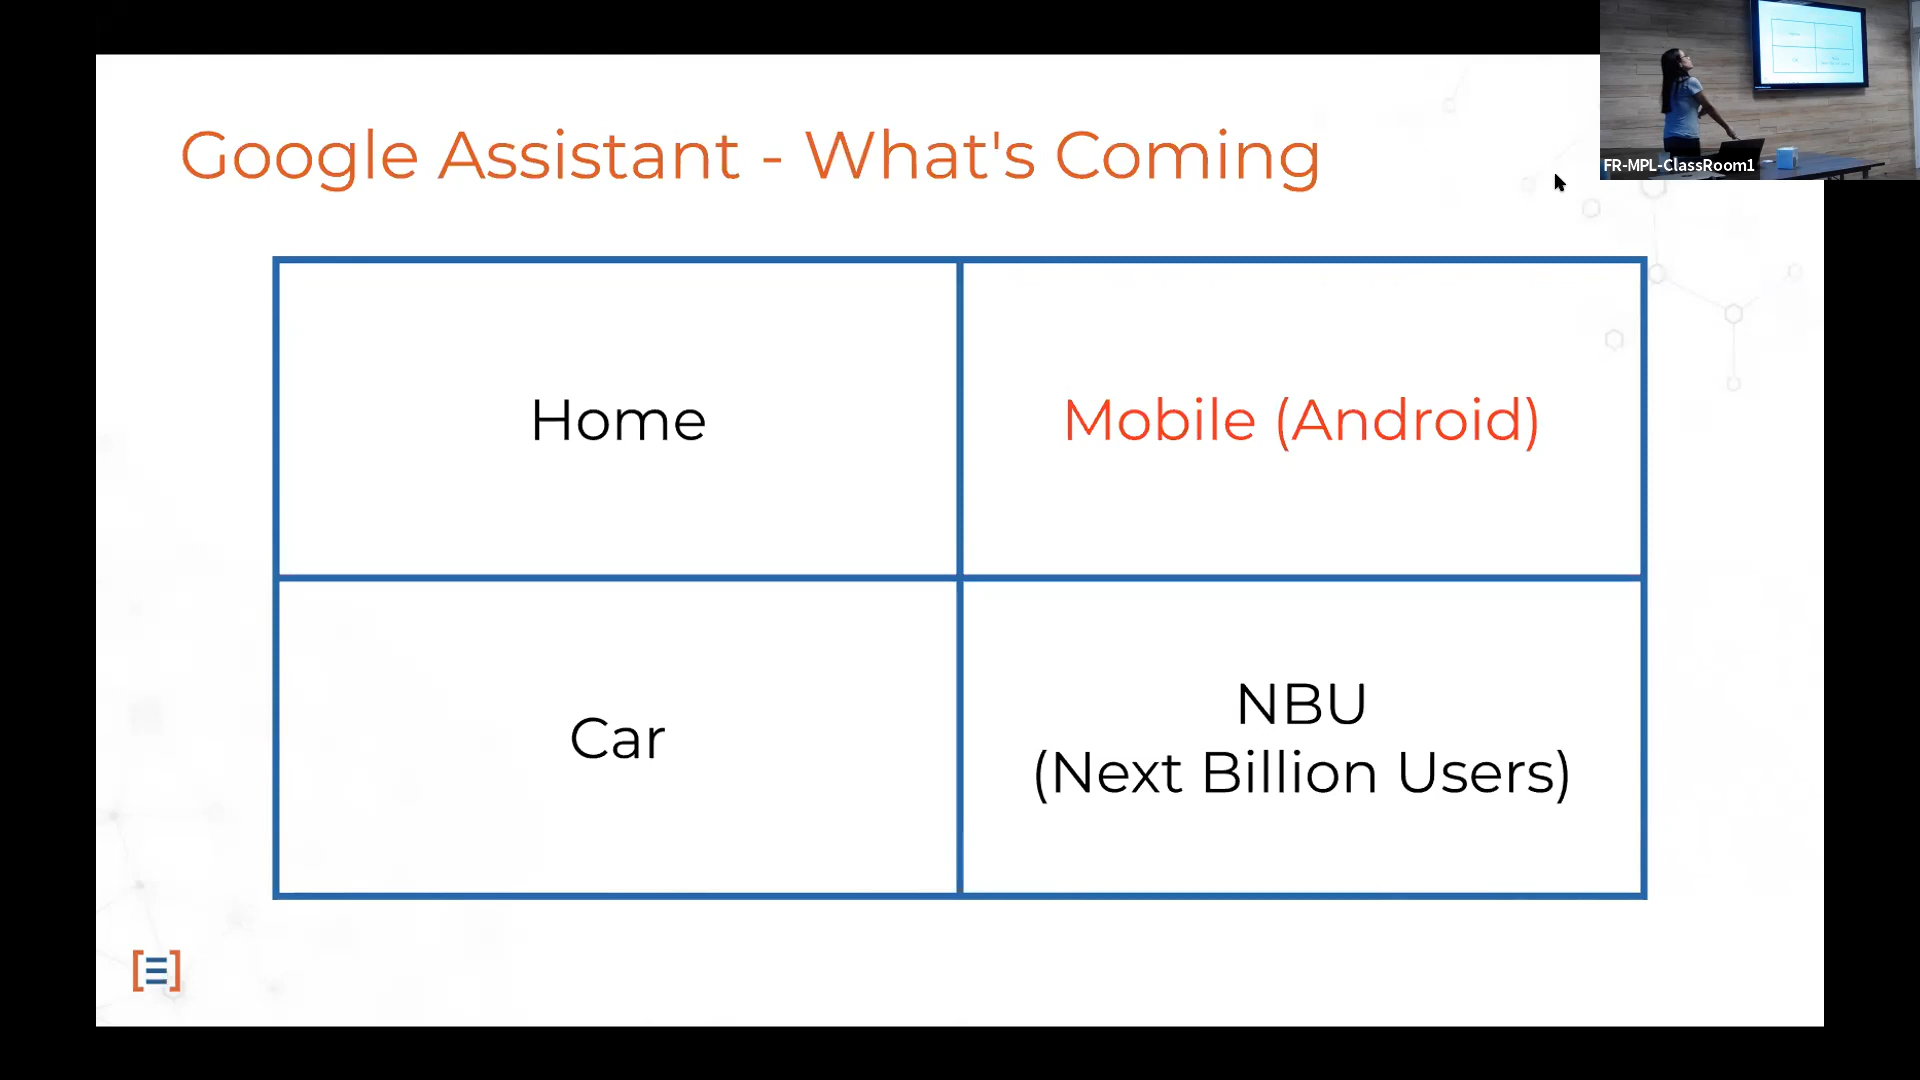 Google Assistant - What's Coming
FR-MPL-ClassRoom1
Home
Mobile (Android)
Car
NBU
(Next Billion Users)